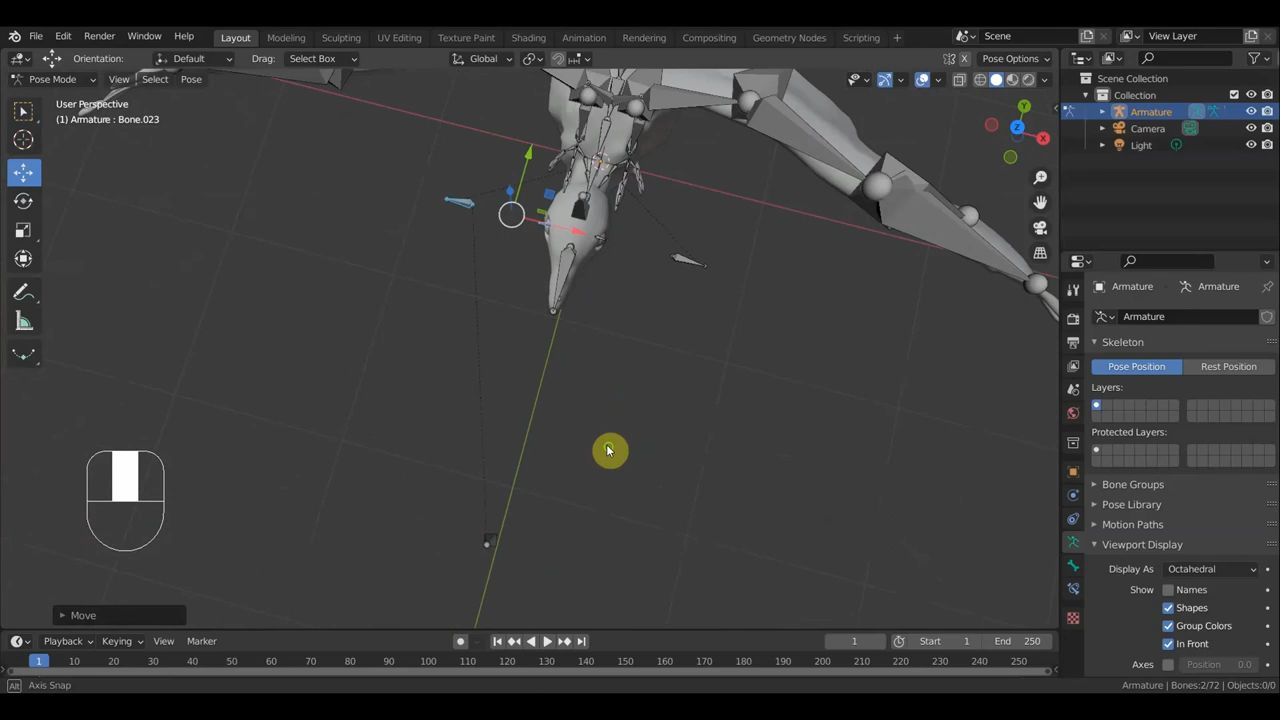 File Edit Render Window Help Layout Modeling Sculpting UV Editing Texture Paint Shading Animation Rendering Compositing Geometry Nodes Scripting + Scene View Layer
Orientation: Default Drag: Select Box Global X Pose Options
Pose Mode View Select Pose
User Perspective
(1) Armature : Bone.023
Scene Collection
Collection
Armature
Camera
Light
Y
Z
X
Armature Armature
Armature
Skeleton
Pose Position Rest Position
Layers:
Protected Layers:
Bone Groups
Pose Library
Motion Paths
Viewport Display
Display As Octahedral
Show Names
Shapes
Group Colors
In Front
Axes Position 0.0
Move
Playback Keying View Marker 1 Start 1 End 250
1 10 20 30 40 50 60 70 80 90 100 110 120 130 140 150 160 170 180 190 200 210 220 230 240 250
Alt Axis Snap Armature | Bones:2/72 | Objects:0/0